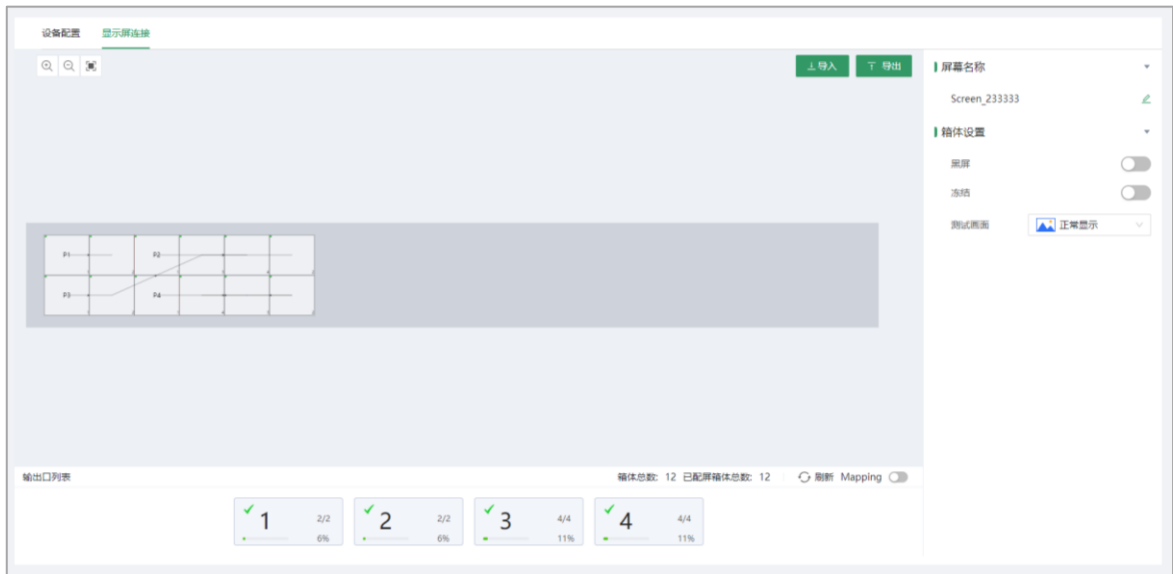 设备配置 显示屏连接
导入 导出
屏幕名称
Screen_233333
箱体设置
黑屏
冻结
测试画面 正常显示
P1 P2
P3 P4
输出口列表 箱体总数: 12 已配屏箱体总数: 12 刷新 Mapping
1 2/2 6%
2 2/2 6%
3 4/4 11%
4 4/4 11%